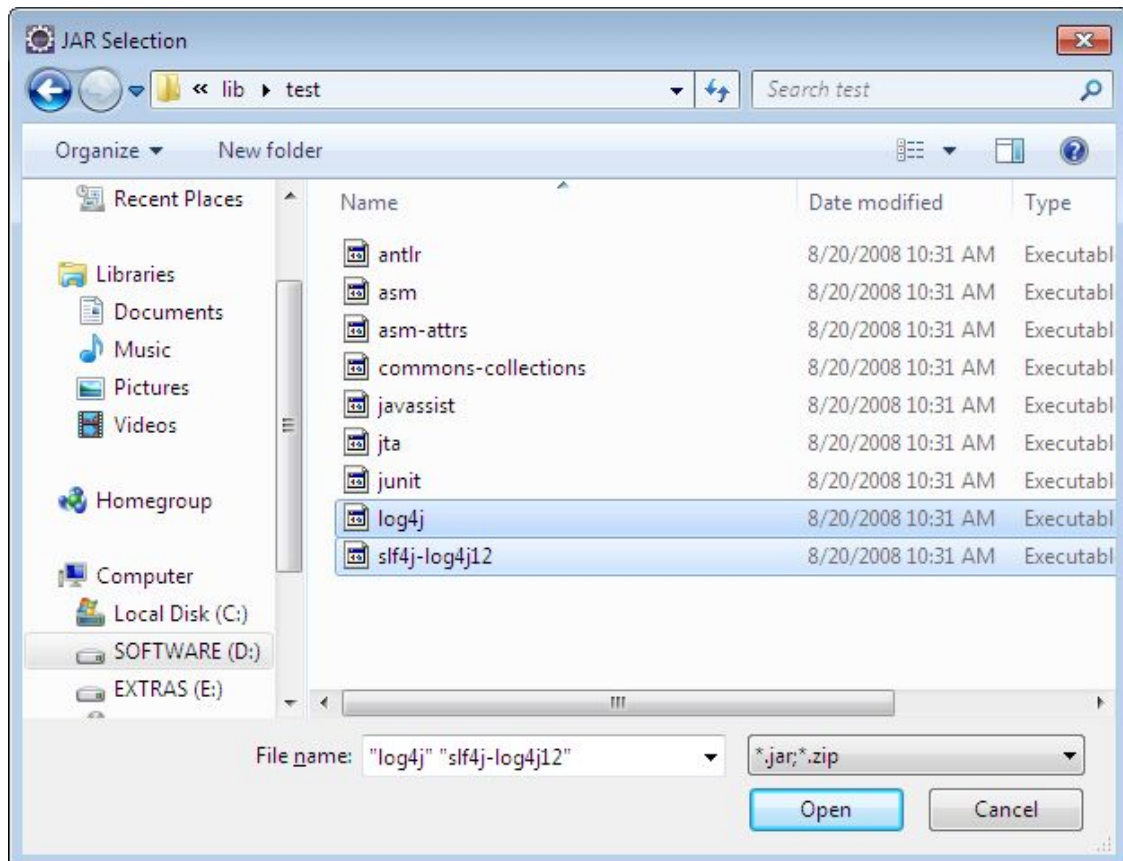 JAR Selection
« lib ▸ test
Search test
Organize
New folder
Recent Places
Libraries
Documents
Music
Pictures
Videos
Homegroup
Computer
Local Disk (C:)
SOFTWARE (D:)
EXTRAS (E:)
Name Date modified Type
antlr 8/20/2008 10:31 AM Executabl
asm 8/20/2008 10:31 AM Executabl
asm-attrs 8/20/2008 10:31 AM Executabl
commons-collections 8/20/2008 10:31 AM Executabl
javassist 8/20/2008 10:31 AM Executabl
jta 8/20/2008 10:31 AM Executabl
junit 8/20/2008 10:31 AM Executabl
log4j 8/20/2008 10:31 AM Executabl
slf4j-log4j12 8/20/2008 10:31 AM Executabl
File name: "log4j" "slf4j-log4j12" *.jar;*.zip
Open Cancel